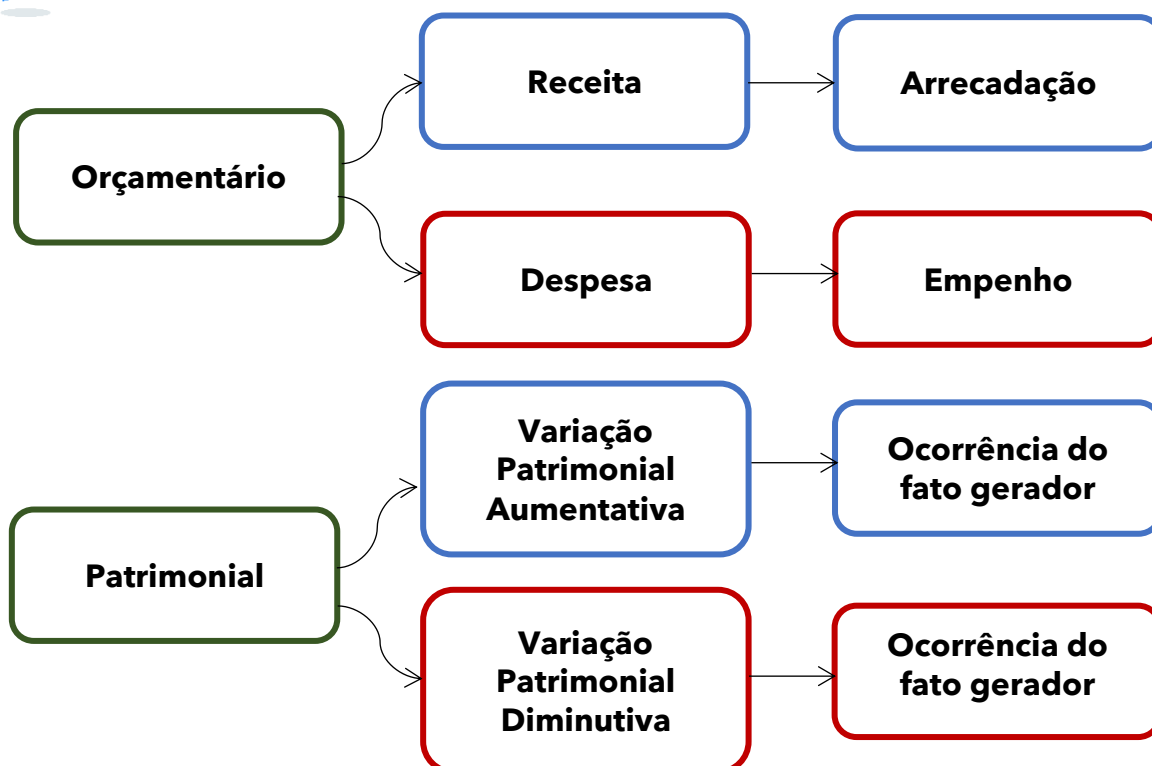 Orçamentário
Receita
Arrecadação
Despesa
Empenho
Patrimonial
Variação
Patrimonial
Aumentativa
Ocorrência do
fato gerador
Variação
Patrimonial
Diminutiva
Ocorrência do
fato gerador